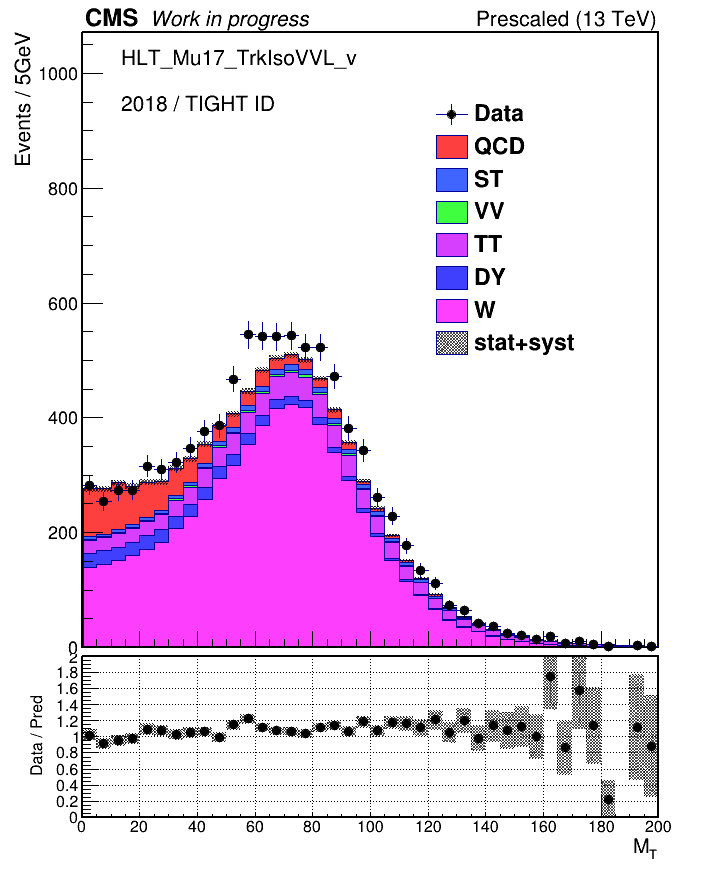 CMS Work in progress Prescaled (13 TeV)
Events / 5GeV
HLT_Mu17_TrkIsoVVL_v
2018 / TIGHT ID
Data
QCD
ST
VV
TT
DY
W
stat+syst
1000
800
600
400
200
0
Data / Pred
2
1.8
1.6
1.4
1.2
1
0.8
0.6
0.4
0.2
0
0 20 40 60 80 100 120 140 160 180 200
M_T